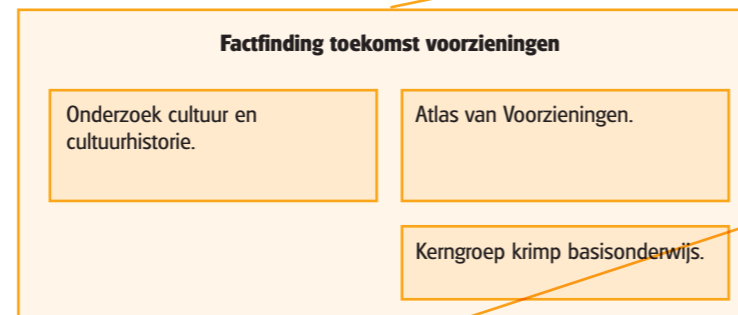 Factfinding toekomst voorzieningen
Onderzoek cultuur en
cultuurhistorie.
Atlas van Voorzieningen.
Kerngroep krimp basisonderwijs.